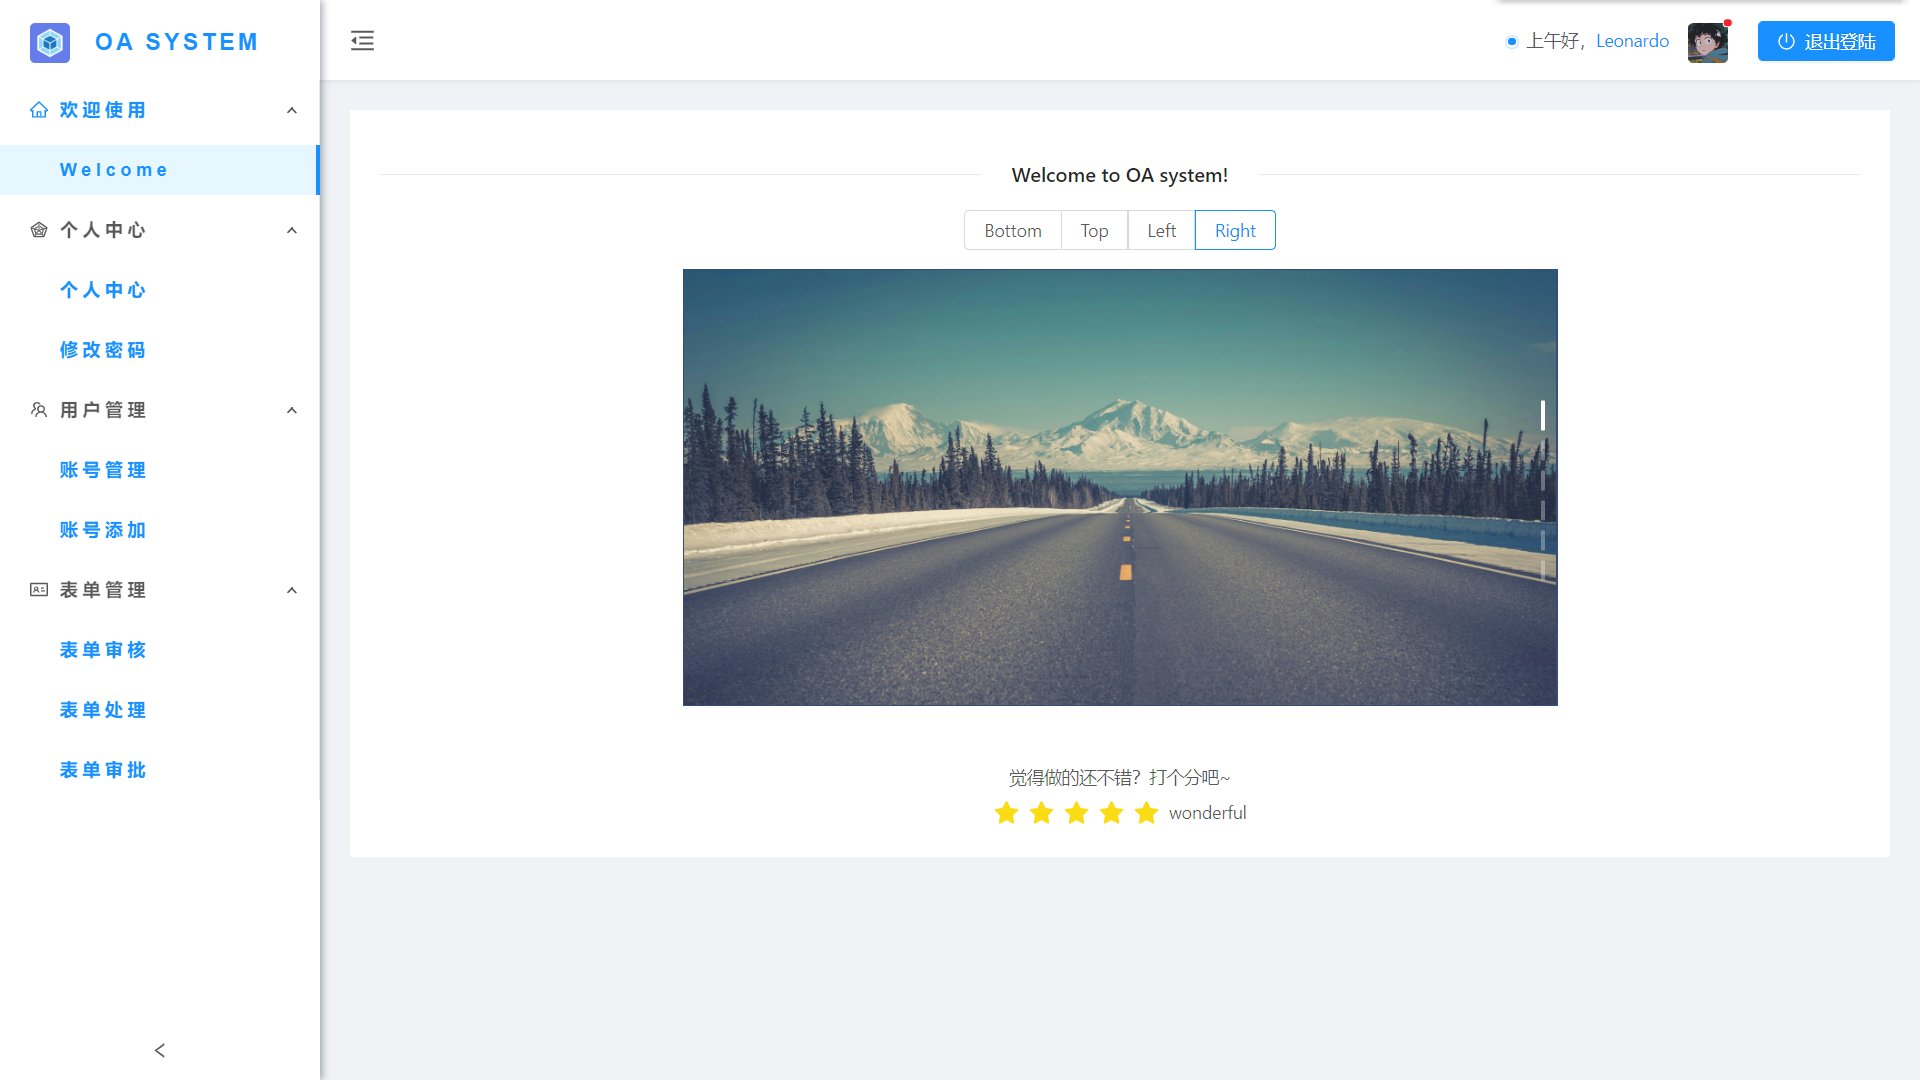 OA SYSTEM
上午好，Leonardo
退出登陆
欢迎使用
Welcome
个人中心
个人中心
修改密码
用户管理
账号管理
账号添加
表单管理
表单审核
表单处理
表单审批
Welcome to OA system!
Bottom Top Left Right
觉得做的还不错？打个分吧~
wonderful